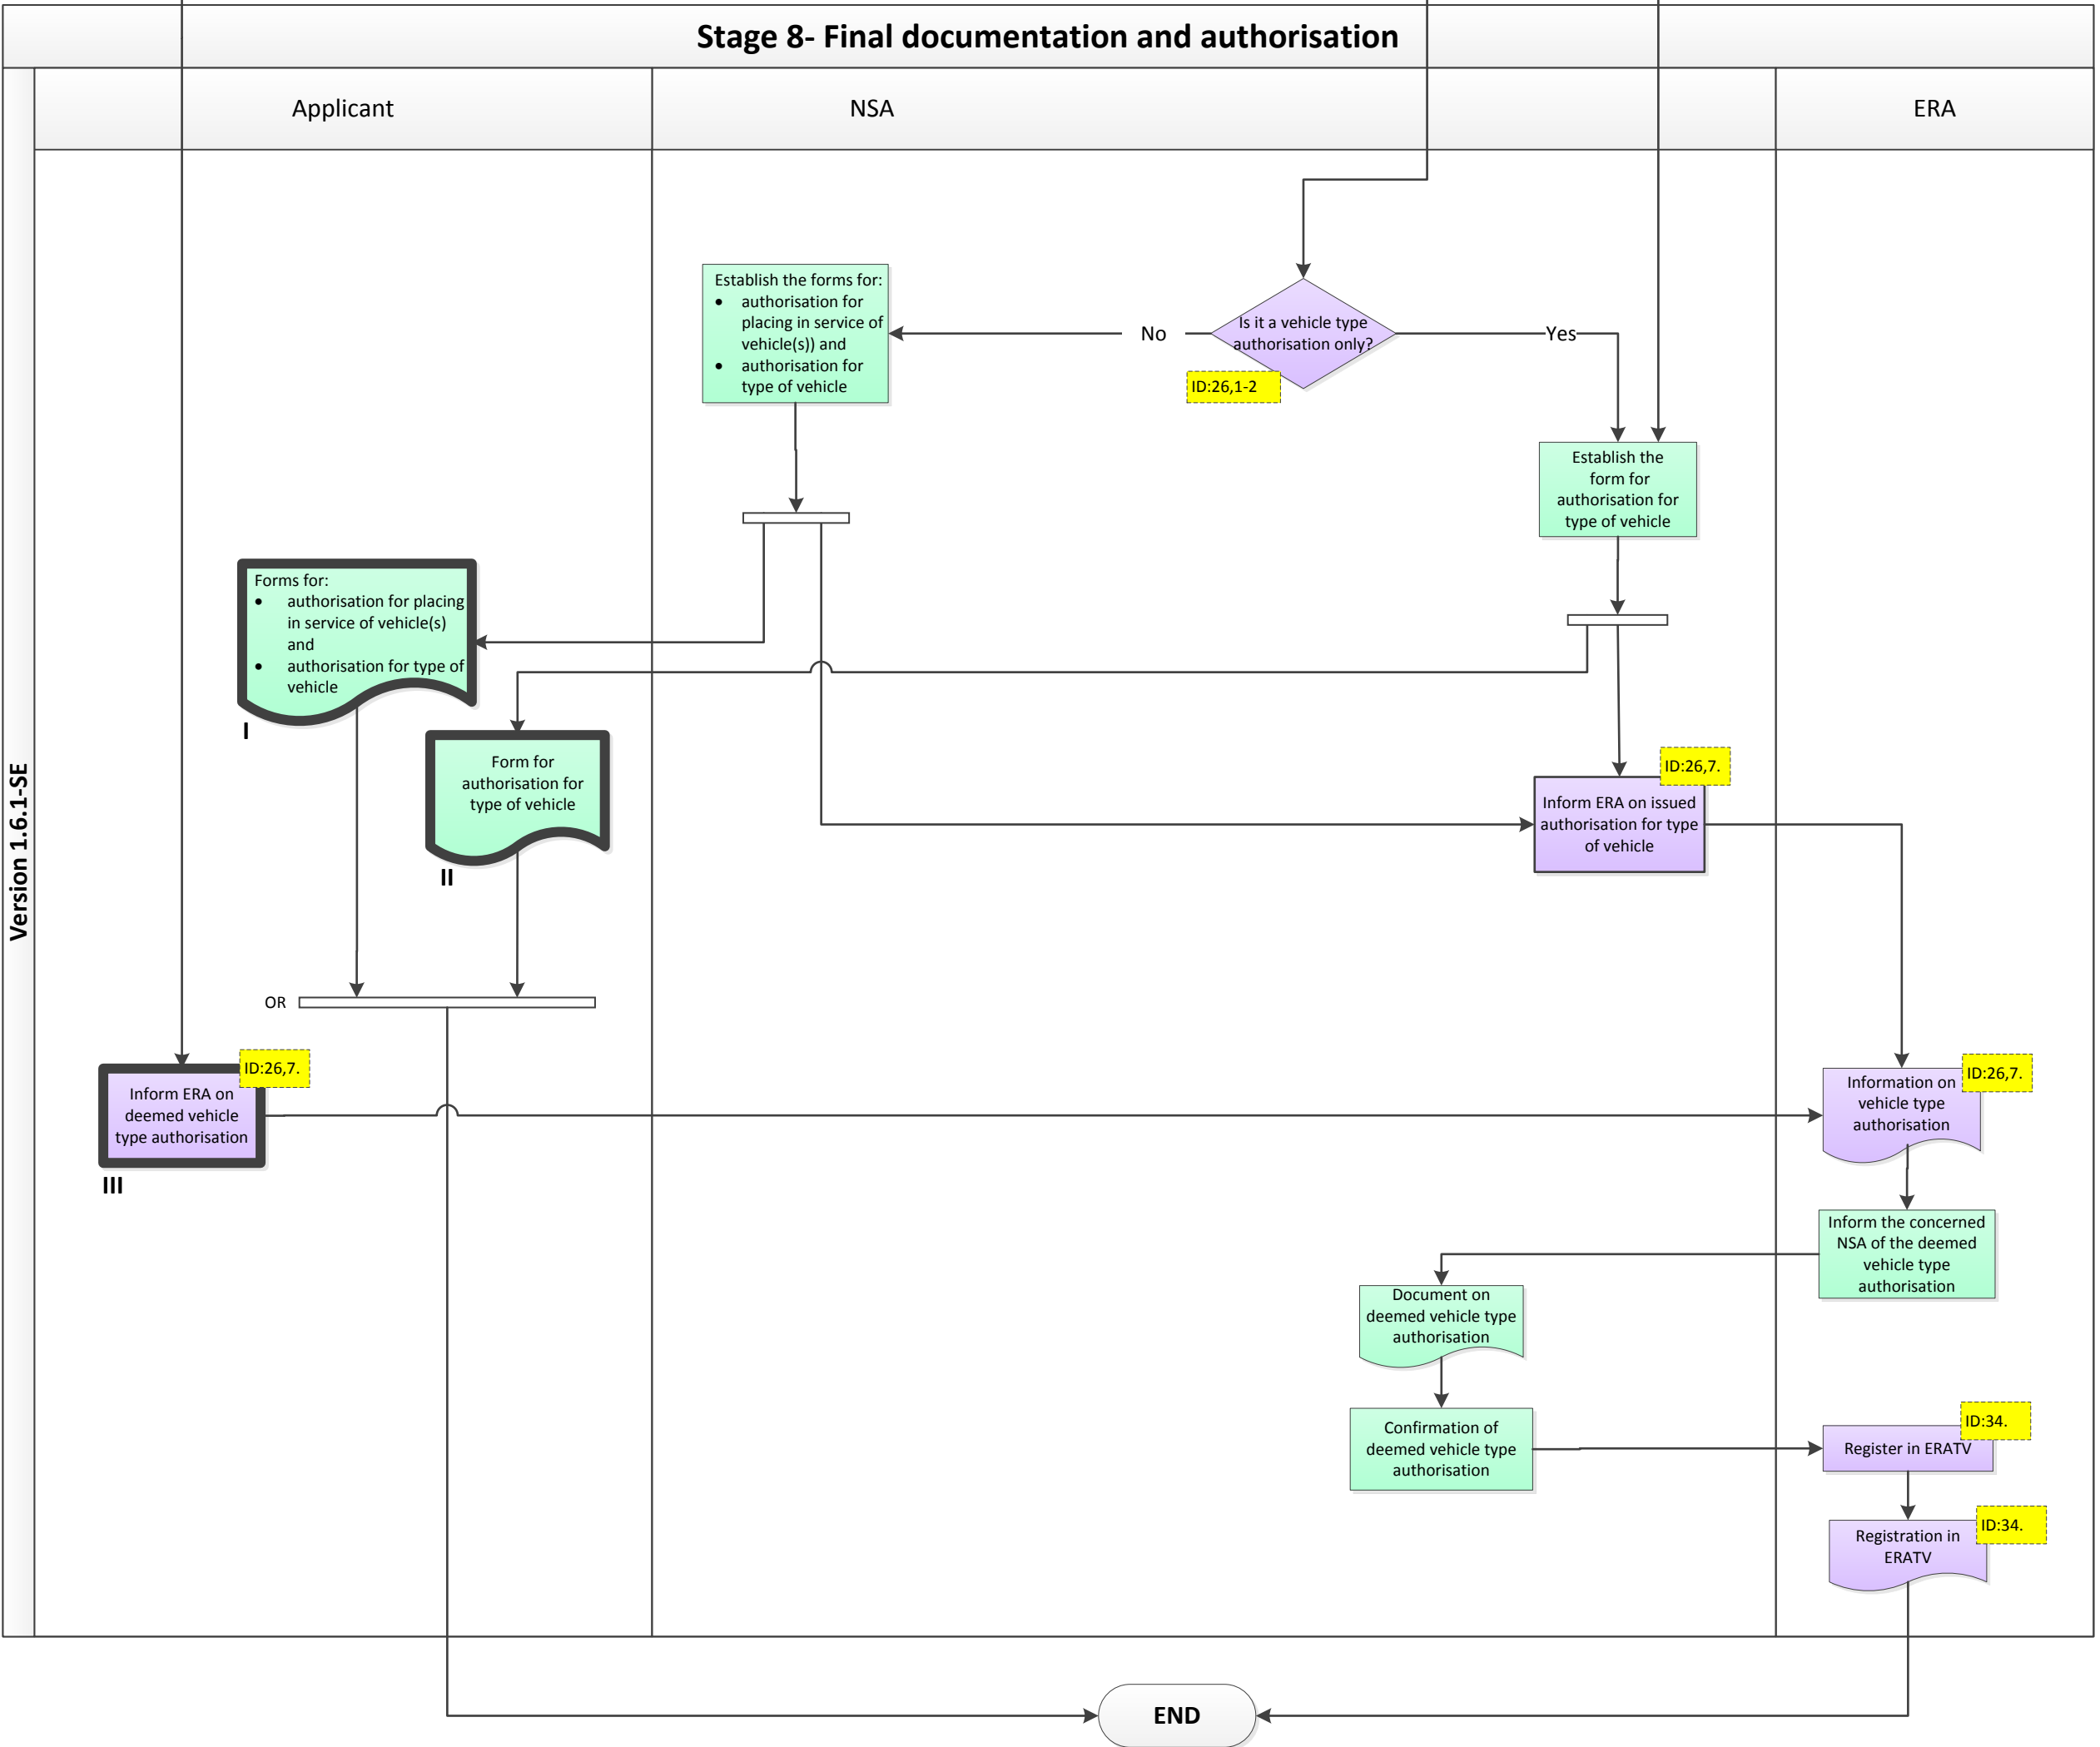 Stage 8- Final documentation and authorisation
Applicant
NSA
ERA
Version 1.6.1-SE
Establish the forms for:
• authorisation for
placing in service of
vehicle(s)) and
• authorisation for
type of vehicle
No
Is it a vehicle type
authorisation only?
Yes
ID:26,1-2
Establish the
form for
authorisation for
type of vehicle
Forms for:
• authorisation for placing
in service of vehicle(s)
and
• authorisation for type of
vehicle
I
Form for
authorisation for
type of vehicle
II
ID:26,7.
Inform ERA on issued
authorisation for type
of vehicle
OR
ID:26,7.
Inform ERA on
deemed vehicle
type authorisation
III
ID:26,7.
Information on
vehicle type
authorisation
Inform the concerned
NSA of the deemed
vehicle type
authorisation
Document on
deemed vehicle type
authorisation
Confirmation of
deemed vehicle type
authorisation
ID:34.
Register in ERATV
ID:34.
Registration in
ERATV
END